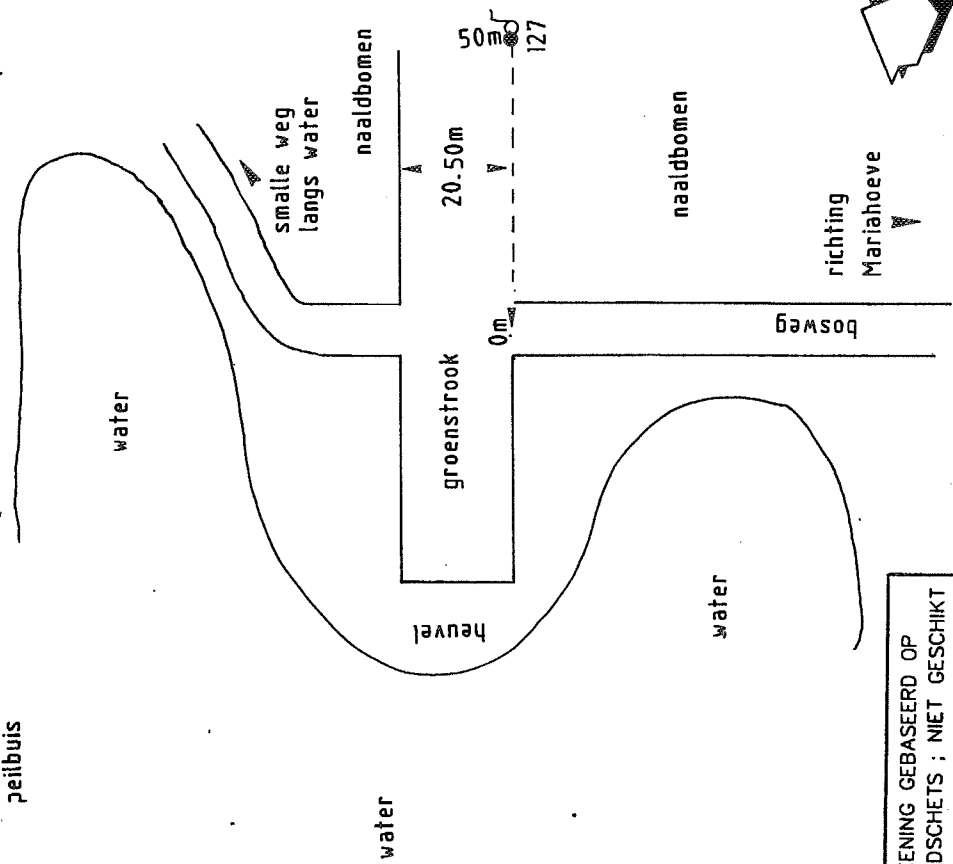 peilbuis
water
water
heuvel
groenstrook
water
smalle weg
langs water
naaldbomen
50m
127
20-50m
0m
naaldbomen
bosweg
richting
Mariahoeve
ENING GEBASEERD OP
DSCHETS ; NIET GESCHIKT